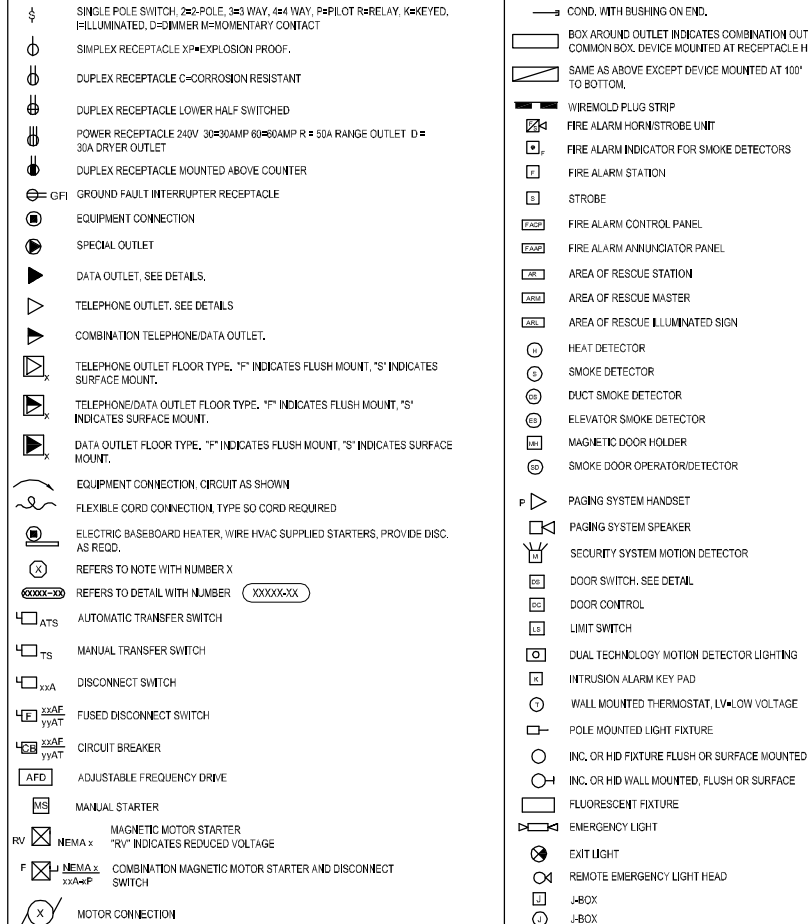 $
SINGLE POLE SWITCH, 2=2-POLE, 3=3 WAY, 4=4 WAY, P=PILOT R=RELAY, K=KEYED.
I=ILLUMINATED, D=DIMMER M=MOMENTARY CONTACT
SIMPLEX RECEPTACLE XP=EXPLOSION PROOF.
DUPLEX RECEPTACLE C=CORROSION RESISTANT
DUPLEX RECEPTACLE LOWER HALF SWITCHED
POWER RECEPTACLE 240V 30=30AMP 60=60AMP R = 50A RANGE OUTLET D =
30A DRYER OUTLET
DUPLEX RECEPTACLE MOUNTED ABOVE COUNTER
GFI GROUND FAULT INTERRUPTER RECEPTACLE
EQUIPMENT CONNECTION
SPECIAL OUTLET
DATA OUTLET, SEE DETAILS.
TELEPHONE OUTLET. SEE DETAILS
COMBINATION TELEPHONE/DATA OUTLET.
X TELEPHONE OUTLET FLOOR TYPE. "F" INDICATES FLUSH MOUNT, "S" INDICATES
SURFACE MOUNT.
X TELEPHONE/DATA OUTLET FLOOR TYPE. "F" INDICATES FLUSH MOUNT, "S"
INDICATES SURFACE MOUNT.
X DATA OUTLET FLOOR TYPE. "F" INDICATES FLUSH MOUNT, "S" INDICATES SURFACE
MOUNT.
EQUIPMENT CONNECTION, CIRCUIT AS SHOWN
FLEXIBLE CORD CONNECTION, TYPE SO CORD REQUIRED
ELECTRIC BASEBOARD HEATER, WIRE HVAC SUPPLIED STARTERS, PROVIDE DISC.
AS REQD.
X REFERS TO NOTE WITH NUMBER X
XXXXX-XX REFERS TO DETAIL WITH NUMBER XXXXX-XX
ATS AUTOMATIC TRANSFER SWITCH
TS MANUAL TRANSFER SWITCH
xxA DISCONNECT SWITCH
F xxAF
yyAT FUSED DISCONNECT SWITCH
CB xxAF
yyAT CIRCUIT BREAKER
AFD ADJUSTABLE FREQUENCY DRIVE
MS MANUAL STARTER
RV NEMA x MAGNETIC MOTOR STARTER
"RV" INDICATES REDUCED VOLTAGE
F NEMA x
xxA-xP COMBINATION MAGNETIC MOTOR STARTER AND DISCONNECT
SWITCH
X MOTOR CONNECTION
COND. WITH BUSHING ON END.
BOX AROUND OUTLET INDICATES COMBINATION OUT
COMMON BOX. DEVICE MOUNTED AT RECEPTACLE H
SAME AS ABOVE EXCEPT DEVICE MOUNTED AT 100"
TO BOTTOM.
WIREMOLD PLUG STRIP
F S FIRE ALARM HORN/STROBE UNIT
F FIRE ALARM INDICATOR FOR SMOKE DETECTORS
F FIRE ALARM STATION
S STROBE
FACP FIRE ALARM CONTROL PANEL
FAAP FIRE ALARM ANNUNCIATOR PANEL
AR AREA OF RESCUE STATION
ARM AREA OF RESCUE MASTER
ARL AREA OF RESCUE ILLUMINATED SIGN
H HEAT DETECTOR
S SMOKE DETECTOR
DS DUCT SMOKE DETECTOR
ES ELEVATOR SMOKE DETECTOR
MH MAGNETIC DOOR HOLDER
SD SMOKE DOOR OPERATOR/DETECTOR
P PAGING SYSTEM HANDSET
PAGING SYSTEM SPEAKER
M SECURITY SYSTEM MOTION DETECTOR
DS DOOR SWITCH. SEE DETAIL
DC DOOR CONTROL
LS LIMIT SWITCH
DUAL TECHNOLOGY MOTION DETECTOR LIGHTING
K INTRUSION ALARM KEY PAD
T WALL MOUNTED THERMOSTAT, LV=LOW VOLTAGE
POLE MOUNTED LIGHT FIXTURE
INC. OR HID FIXTURE FLUSH OR SURFACE MOUNTED
INC. OR HID WALL MOUNTED, FLUSH OR SURFACE
FLUORESCENT FIXTURE
EMERGENCY LIGHT
EXIT LIGHT
REMOTE EMERGENCY LIGHT HEAD
J J-BOX
J J-BOX